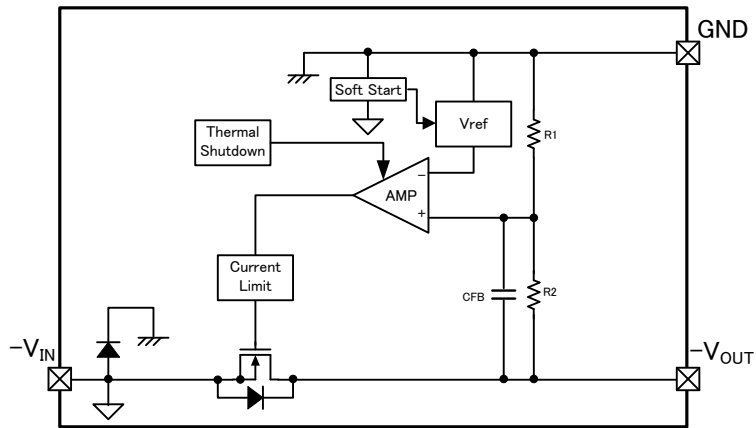 GND
Soft Start
Thermal
Shutdown
Vref
R1
−
AMP
+
Current
Limit
CFB
R2
−VIN
−VOUT